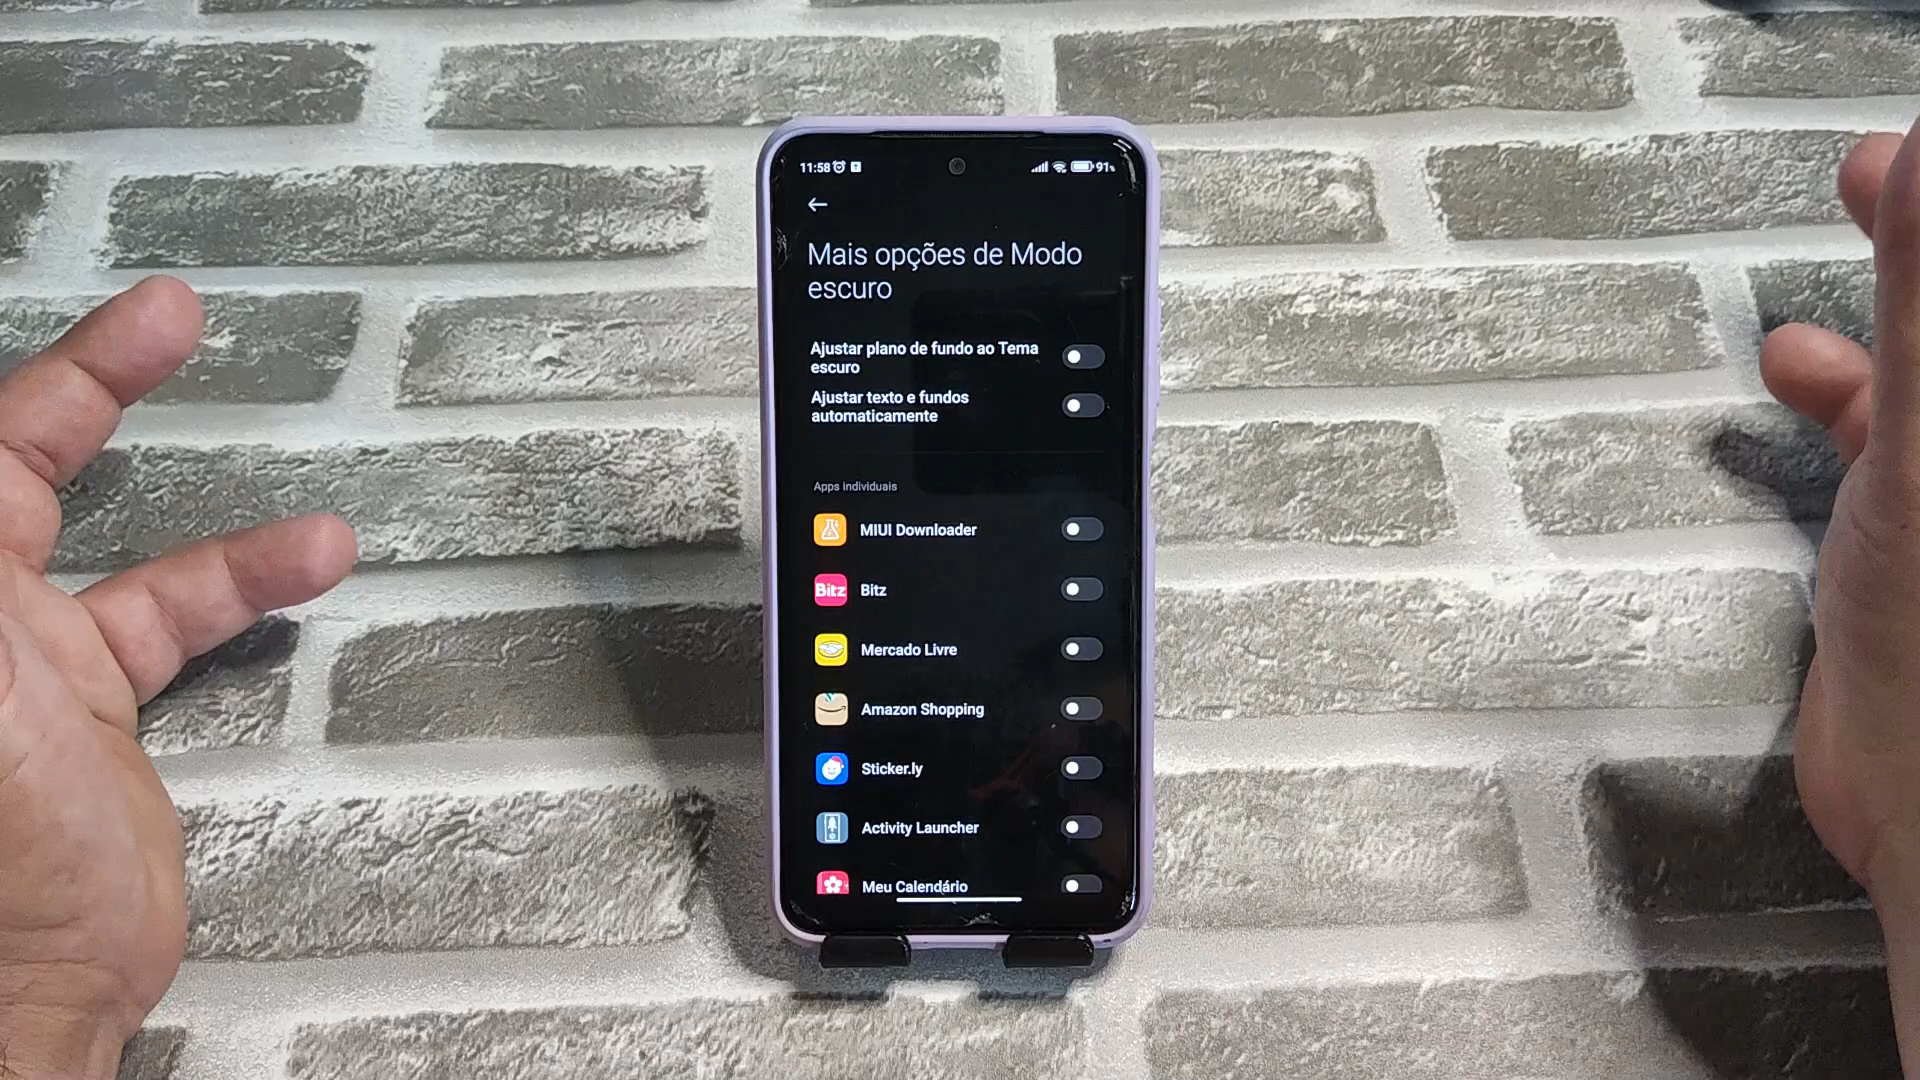 11:58
91%
Mais opções de Modo
escuro
Ajustar plano de fundo ao Tema
escuro
Ajustar texto e fundos
automaticamente
Apps individuais
MIUI Downloader
Bitz
Bitz
Mercado Livre
Amazon Shopping
Sticker.ly
Activity Launcher
Meu Calendário